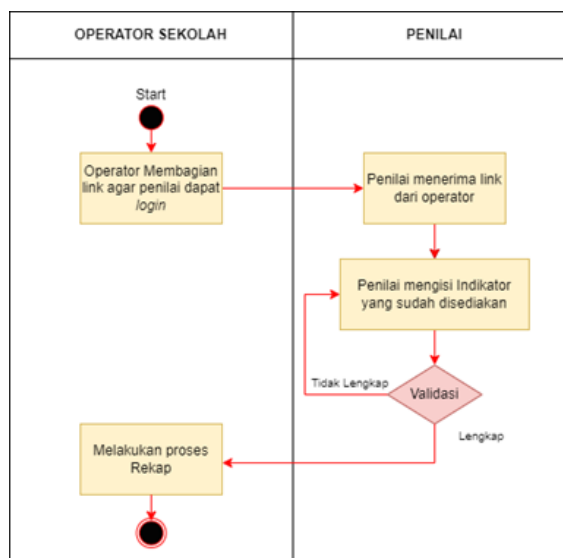 OPERATOR SEKOLAH
PENILAI
Start
Operator Membagian
link agar penilai dapat
login
Penilai menerima link
dari operator
Penilai mengisi Indikator
yang sudah disediakan
Tidak Lengkap
Validasi
Lengkap
Melakukan proses
Rekap